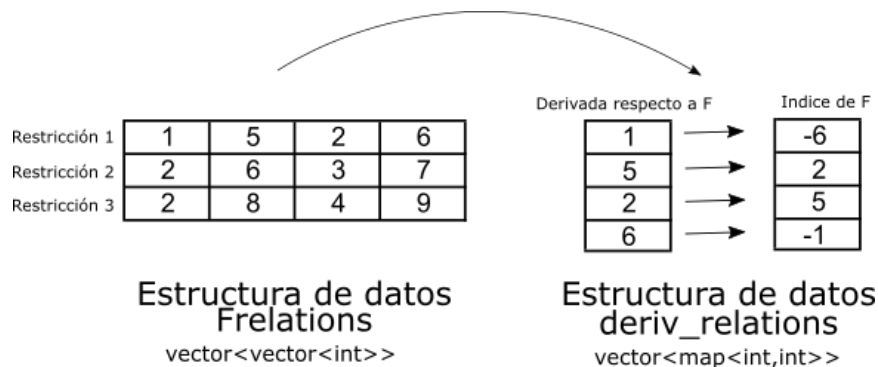 Derivada respecto a F Indice de F
Restricción 1 1 5 2 6 1 -6
Restricción 2 2 6 3 7 5 2
Restricción 3 2 8 4 9 2 5
6 -1
Estructura de datos Estructura de datos
Frelations deriv_relations
vector<vector<int>> vector<map<int,int>>